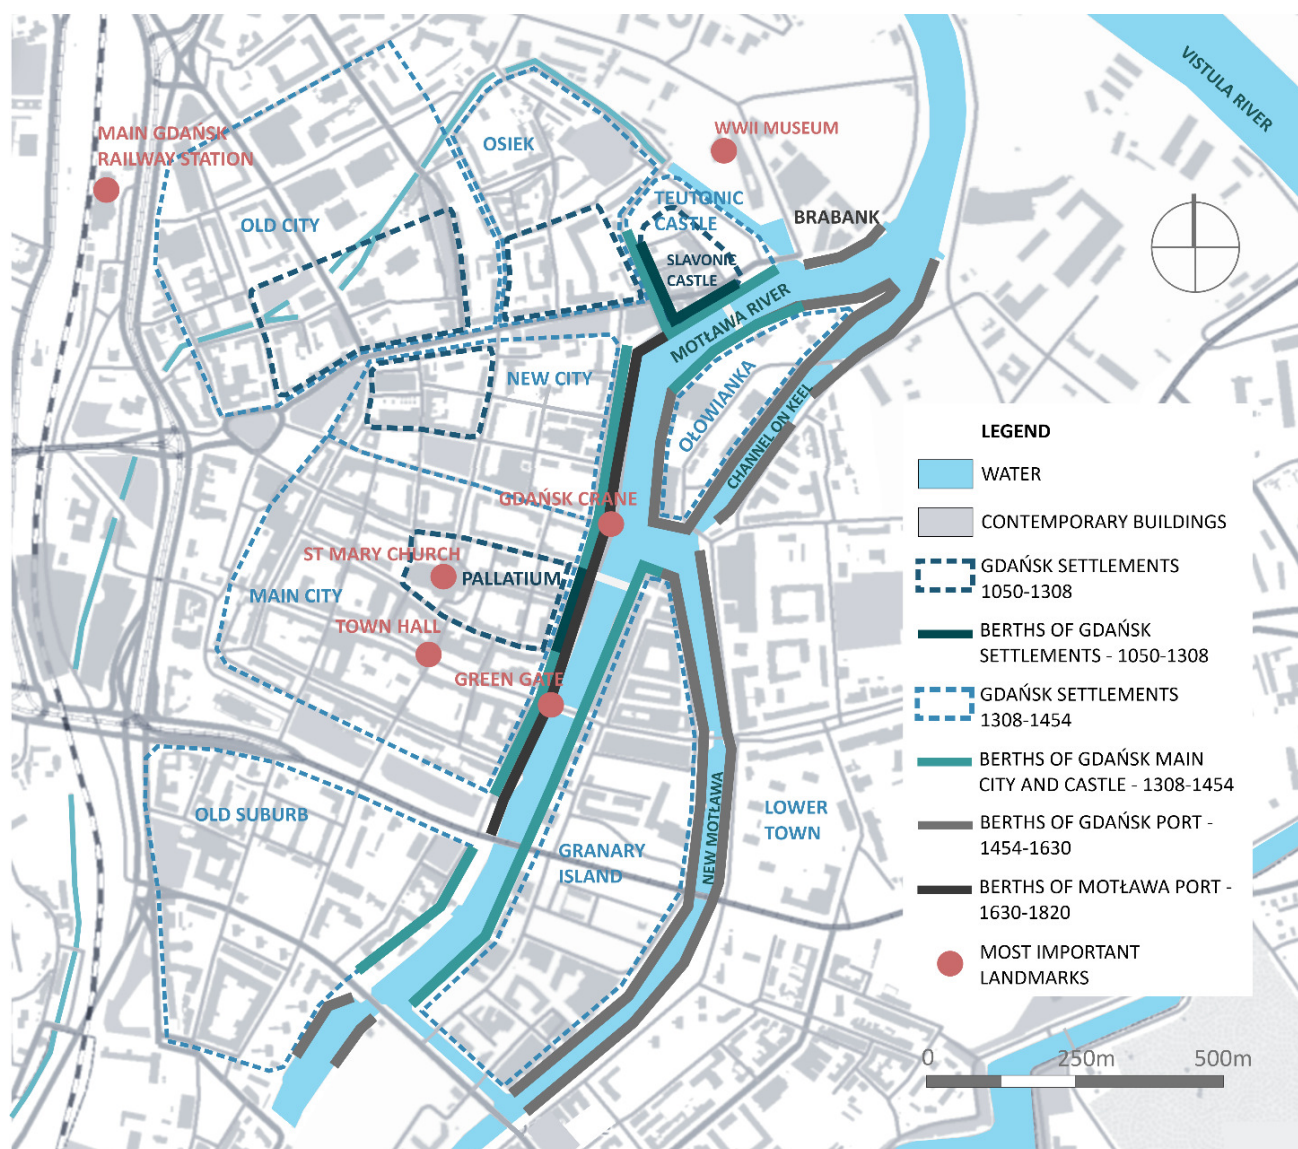 VISTULA RIVER
MAIN GDAŃSK
RAILWAY STATION
OSIEK
WWII MUSEUM
OLD CITY
TEUTONIC
CASTLE
BRABANK
SLAVONIC
CASTLE
MOTŁAWA RIVER
NEW CITY
OŁOWIANKA
CHANNEL ON KEEL
GDAŃSK CRANE
ST MARY CHURCH
PALLATIUM
MAIN CITY
TOWN HALL
GREEN GATE
OLD SUBURB
GRANARY
ISLAND
NEW MOTŁAWA
LOWER
TOWN
LEGEND
WATER
CONTEMPORARY BUILDINGS
GDAŃSK SETTLEMENTS
1050-1308
BERTHS OF GDAŃSK
SETTLEMENTS - 1050-1308
GDAŃSK SETTLEMENTS
1308-1454
BERTHS OF GDAŃSK MAIN
CITY AND CASTLE - 1308-1454
BERTHS OF GDAŃSK PORT -
1454-1630
BERTHS OF MOTŁAWA PORT -
1630-1820
MOST IMPORTANT
LANDMARKS
0 250m 500m